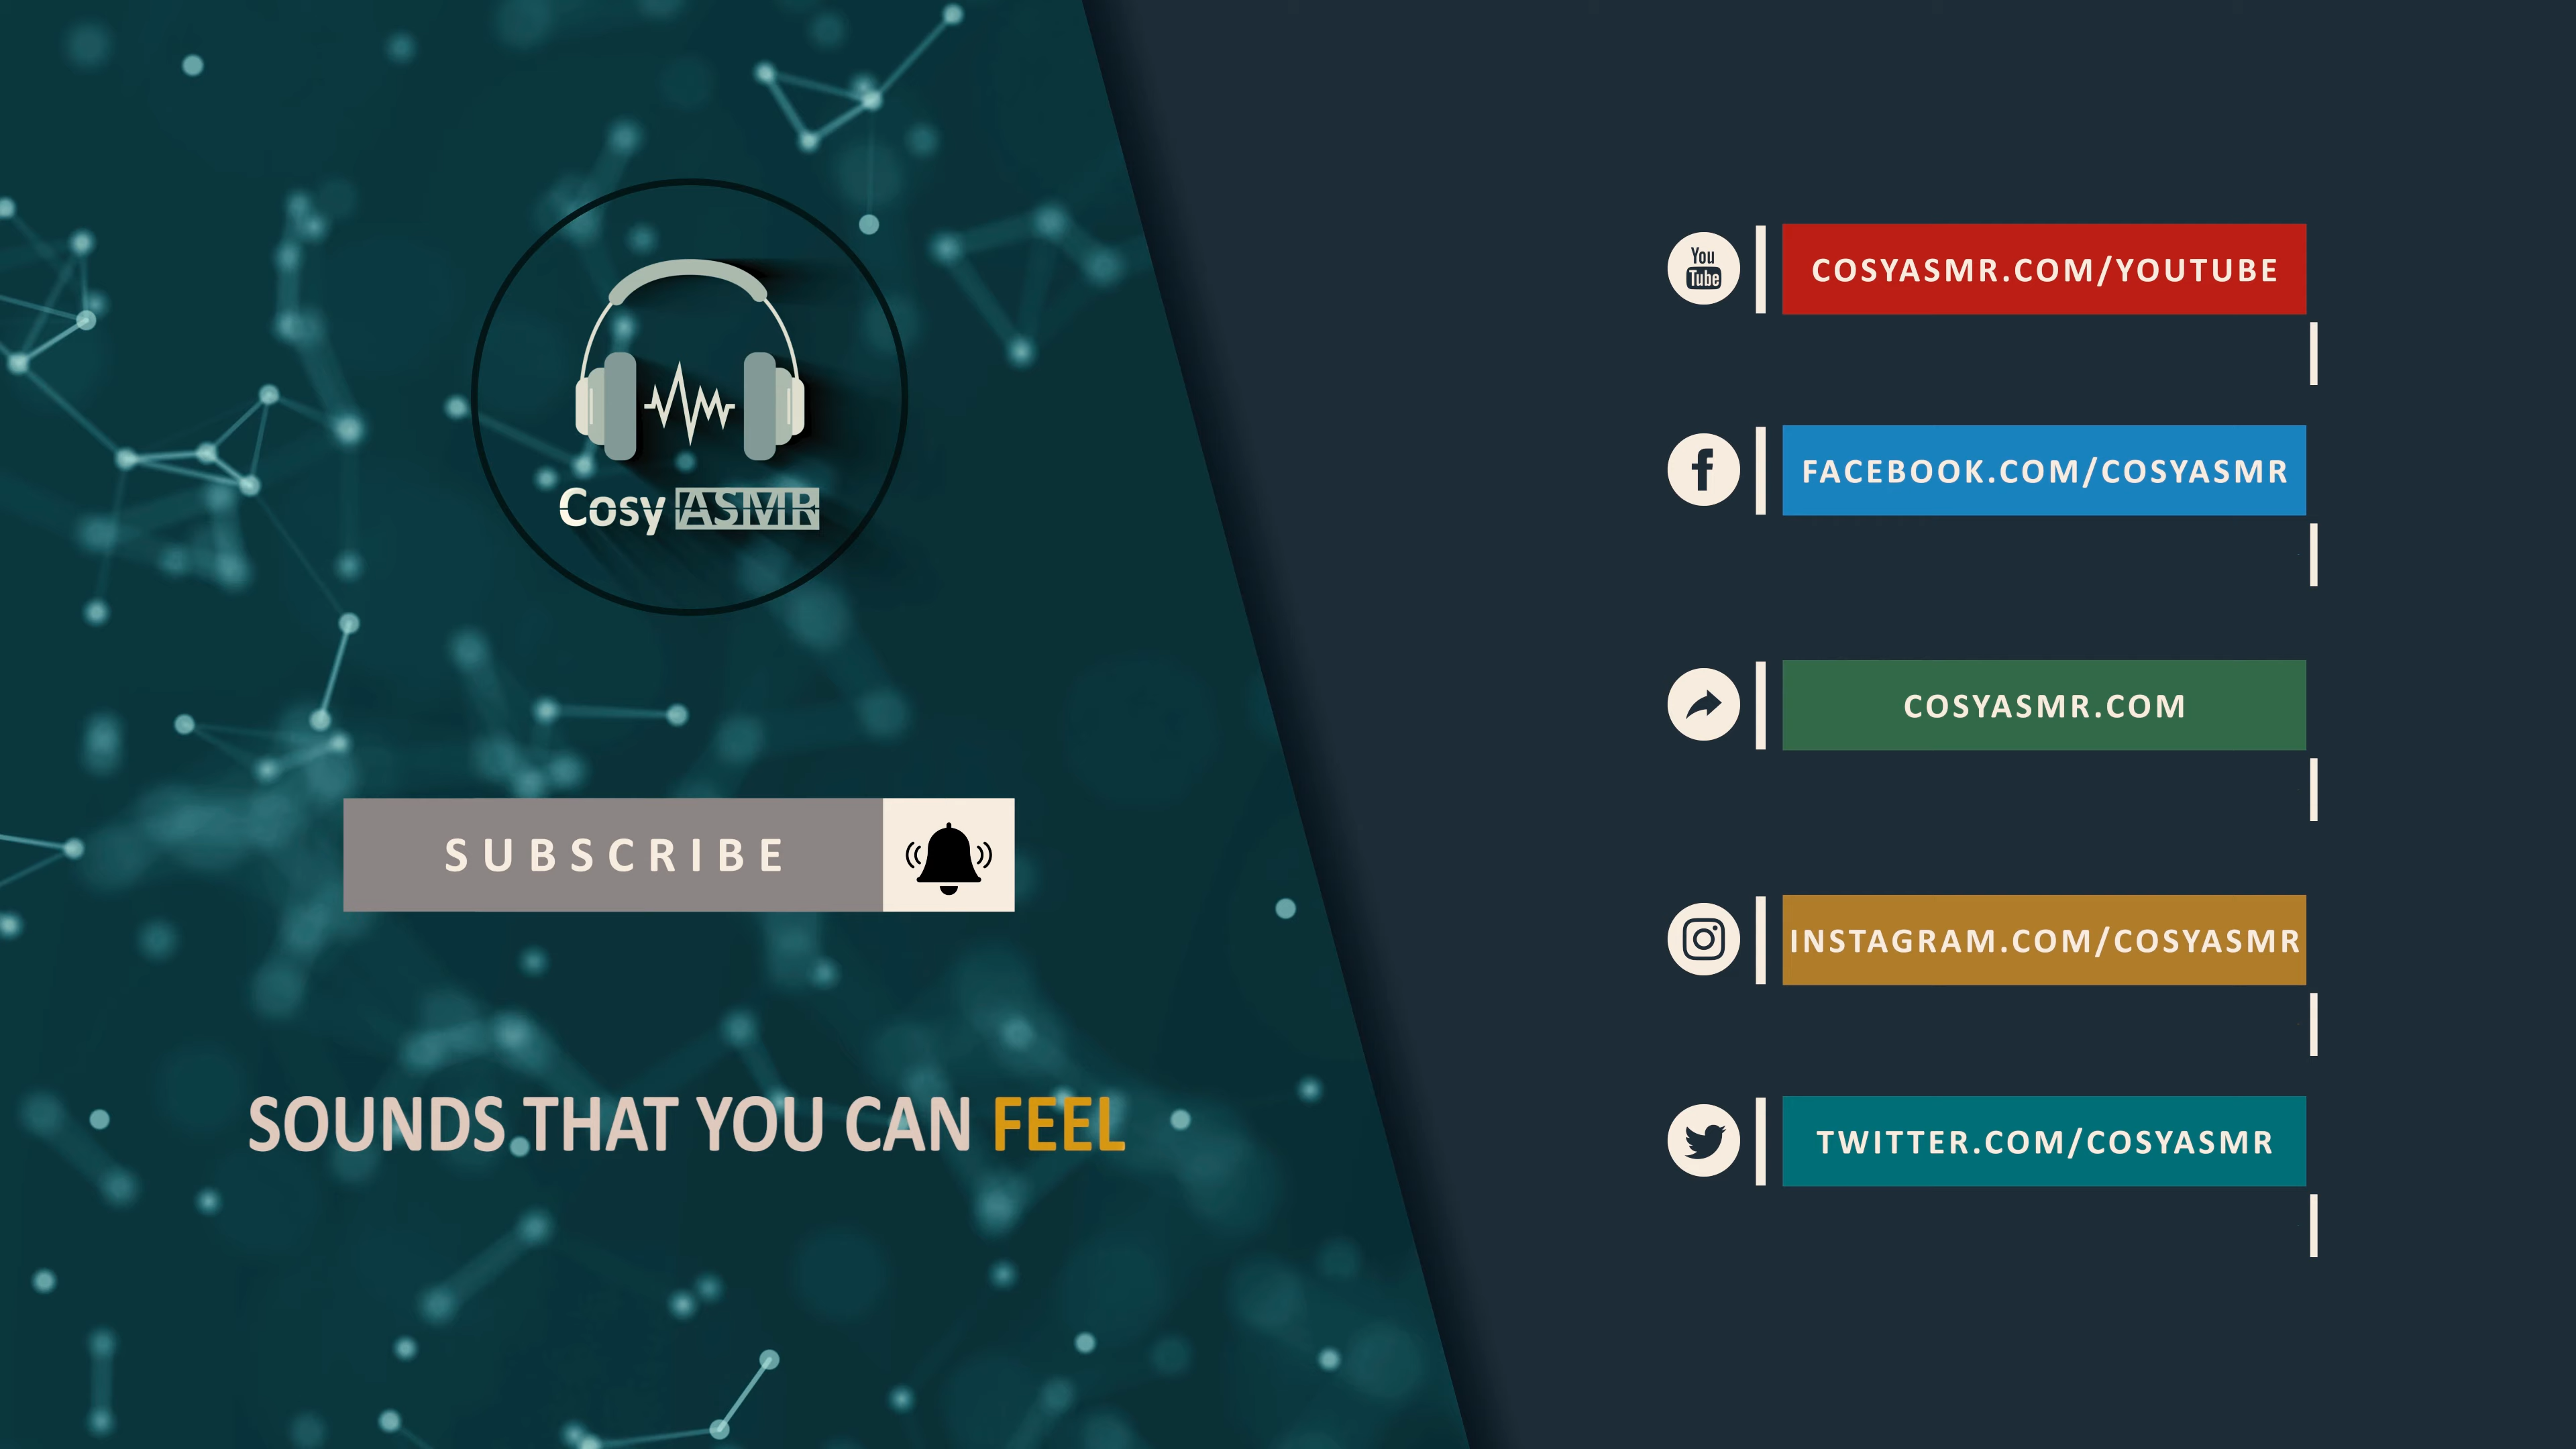 Cosy ASMR
SUBSCRIBE
SOUNDS THAT YOU CAN FEEL
You
Tube
COSYASMR.COM/YOUTUBE
FACEBOOK.COM/COSYASMR
COSYASMR.COM
INSTAGRAM.COM/COSYASMR
TWITTER.COM/COSYASMR